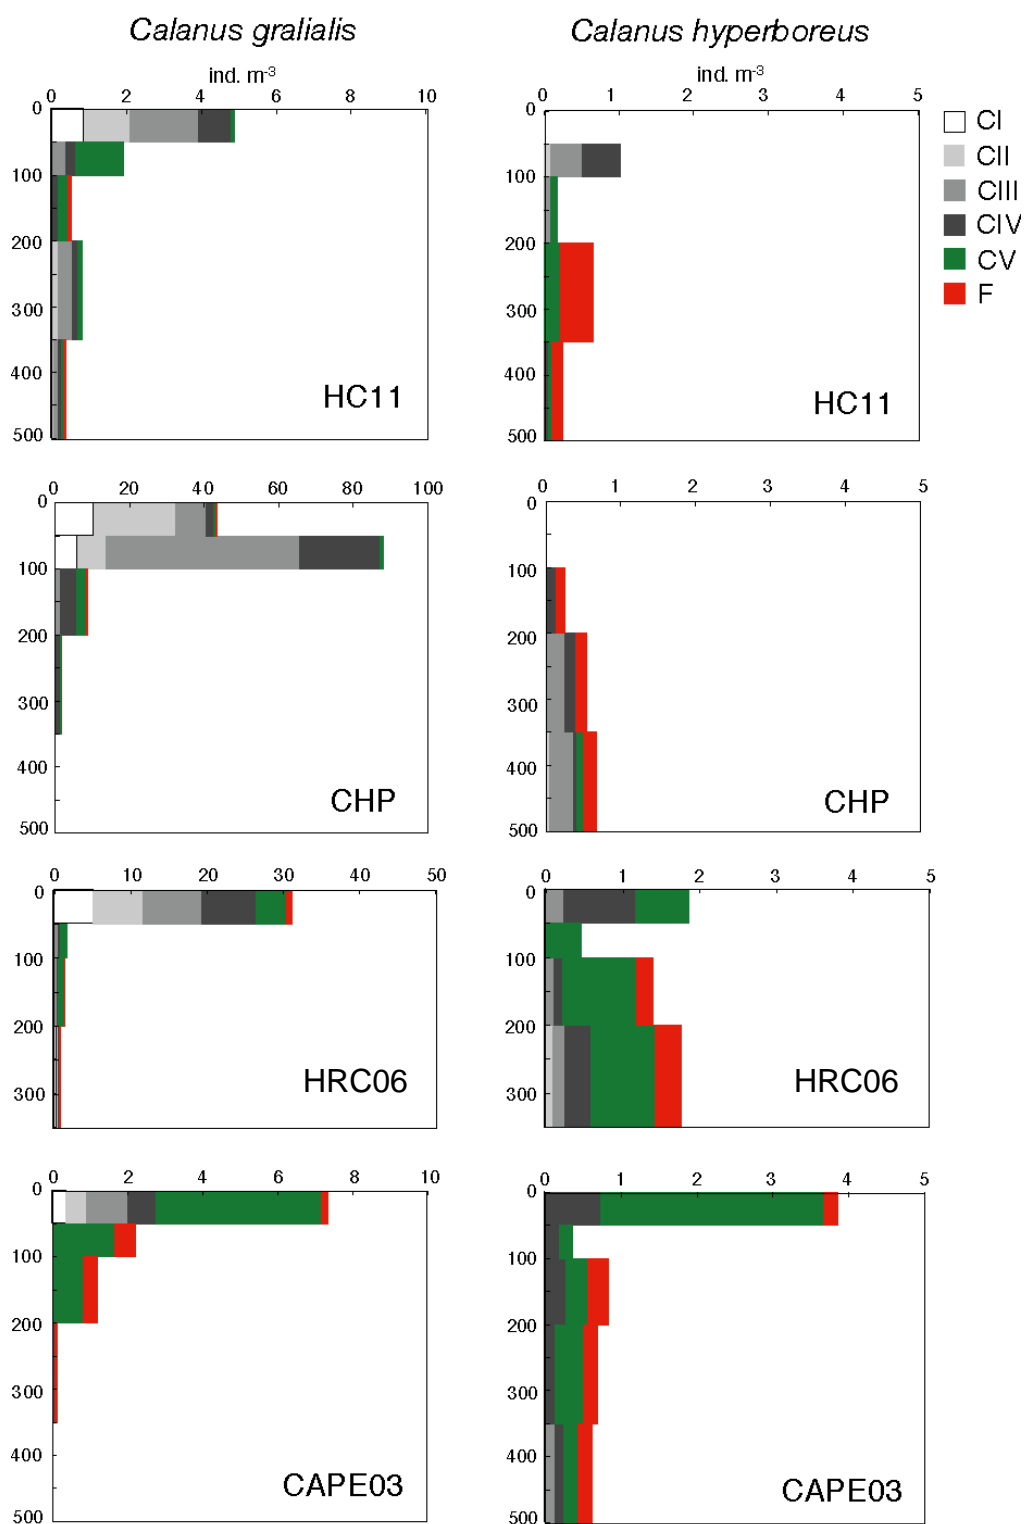 Calanus gralialis
Calanus hyperboreus
ind. m-3
ind. m-3
0 2 4 6 8 10
0 1 2 3 4 5
0
100
200
300
400
500
HC11
0
100
200
300
400
500
HC11
CI
CII
CIII
CIV
CV
F
0 20 40 60 80 100
0
100
200
300
400
500
CHP
0 1 2 3 4 5
0
100
200
300
400
500
CHP
0 10 20 30 40 50
0
100
200
300
HRC06
0 1 2 3 4 5
0
100
200
300
HRC06
0 2 4 6 8 10
0
100
200
300
400
500
CAPE03
0 1 2 3 4 5
0
100
200
300
400
500
CAPE03